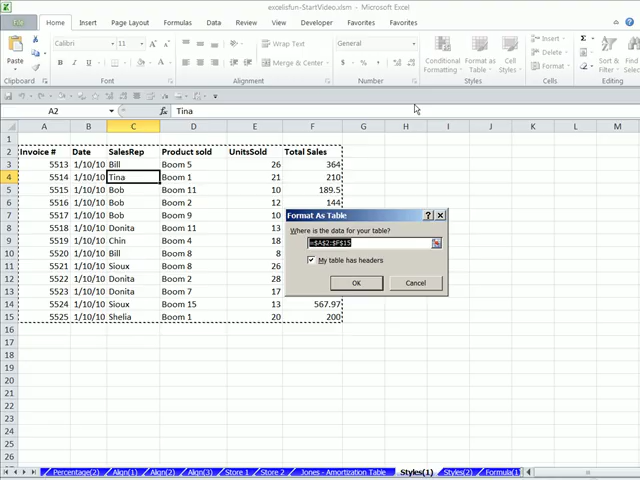 excelisfun-StartVideo.xlsm - Microsoft Excel
File Home Insert Page Layout Formulas Data Review View Developer Favorites Favorites
Paste Calibri 11 Wrap Text General Conditional Format as Cell Insert Sort Find
B I U Merge & Center $ % Formatting Table Styles Delete & Filter Sel
Format
Clipboard Font Alignment Number Styles Cells Editing
A2 fx Tina
A B C D E F G H I J K L M
1
2 Invoice # Date SalesRep Product sold UnitsSold Total Sales
3 5513 1/10/10 Bill Boom 5 26 364
4 5514 1/10/10 Tina Boom 1 21 210
5 5515 1/10/10 Bob Boom 11 10 189.5
6 5516 1/10/10 Bob Boom 2 12 144
7 5517 1/10/10 Bob Boom 9 10
8 5518 1/10/10 Donita Boom 11 13
9 5519 1/10/10 Chin Boom 4 18
10 5520 1/10/10 Bill Boom 8 8
11 5521 1/10/10 Sioux Boom 8 26
12 5522 1/10/10 Donita Boom 2 28
13 5523 1/10/10 Donita Boom 7 17
14 5524 1/10/10 Sioux Boom 15 13 567.97
15 5525 1/10/10 Shelia Boom 1 20 200
16
17
18
19
20
21
22
23
24
25
26
Format As Table
Where is the data for your table?
=$A$2:$F$15
My table has headers
OK Cancel
Percentage(2) Align(1) Align(2) Align(3) Store 1 Store 2 Jones - Amortization Table Styles(1) Styles(2) Formula(1)